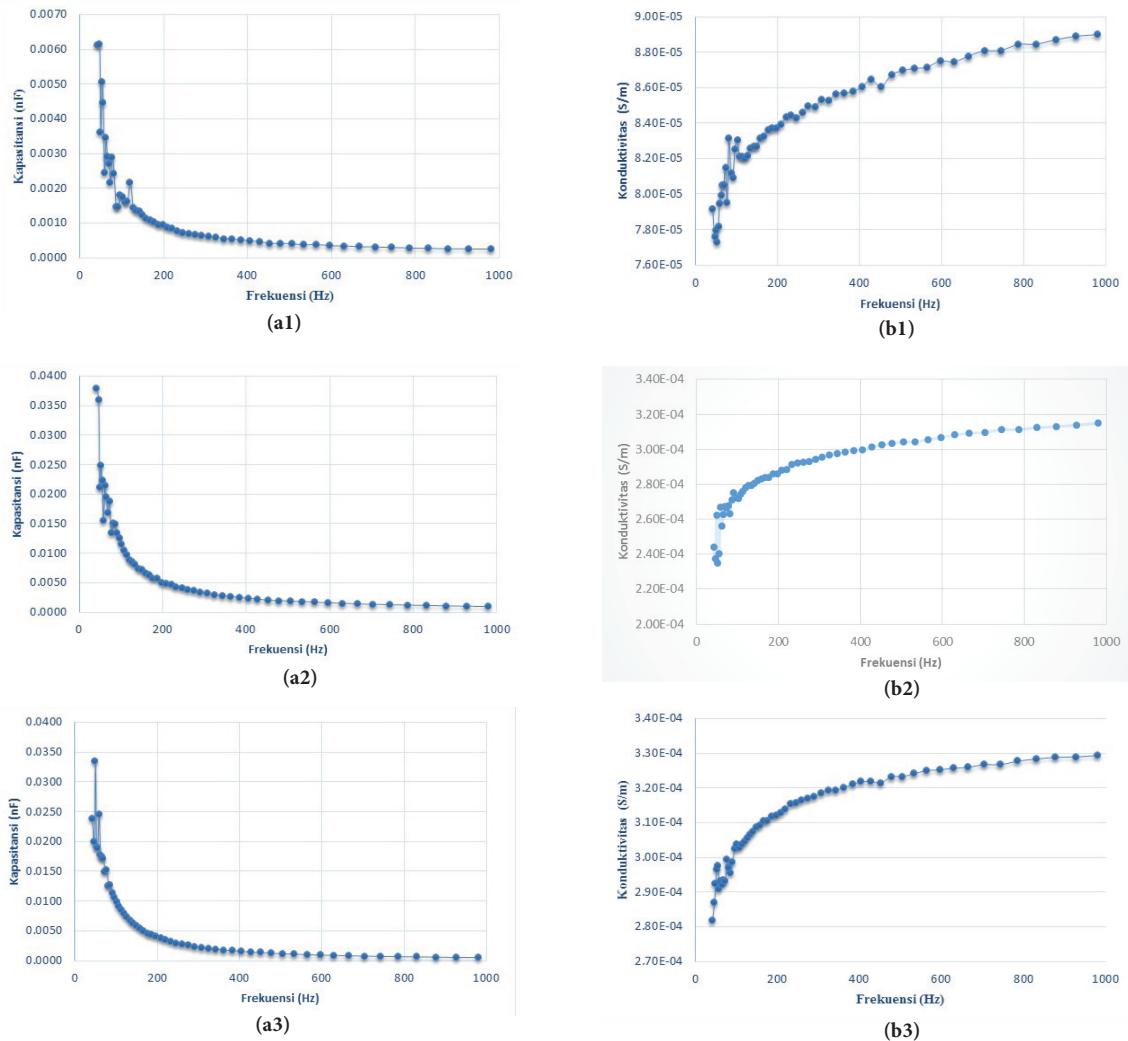 0.0070
0.0060
0.0050
0.0040
0.0030
0.0020
0.0010
0.0000
Kapasitansi (nF)
0 200 400 600 800 1000
Frekuensi (Hz)
(a1)
9.00E-05
8.80E-05
8.60E-05
8.40E-05
8.20E-05
8.00E-05
7.80E-05
7.60E-05
Konduktivitas (S/m)
0 200 400 600 800 1000
Frekuensi (Hz)
(b1)
0.0400
0.0350
0.0300
0.0250
0.0200
0.0150
0.0100
0.0050
0.0000
Kapasitansi (nF)
0 200 400 600 800 1000
Frekuensi (Hz)
(a2)
3.40E-04
3.20E-04
3.00E-04
2.80E-04
2.60E-04
2.40E-04
2.20E-04
2.00E-04
Konduktivitas (S/m)
0 200 400 600 800 1000
Frekuensi (Hz)
(b2)
0.0400
0.0350
0.0300
0.0250
0.0200
0.0150
0.0100
0.0050
0.0000
Kapasitansi (nF)
0 200 400 600 800 1000
Frekuensi (Hz)
(a3)
3.40E-04
3.30E-04
3.20E-04
3.10E-04
3.00E-04
2.90E-04
2.80E-04
2.70E-04
Konduktivitas (S/m)
0 200 400 600 800 1000
Frekuensi (Hz)
(b3)